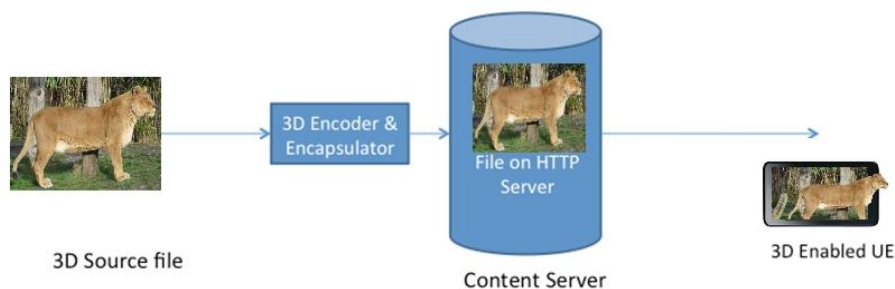 3D Encoder &
Encapsulator
File on HTTP
Server
3D Source file
Content Server
3D Enabled UE